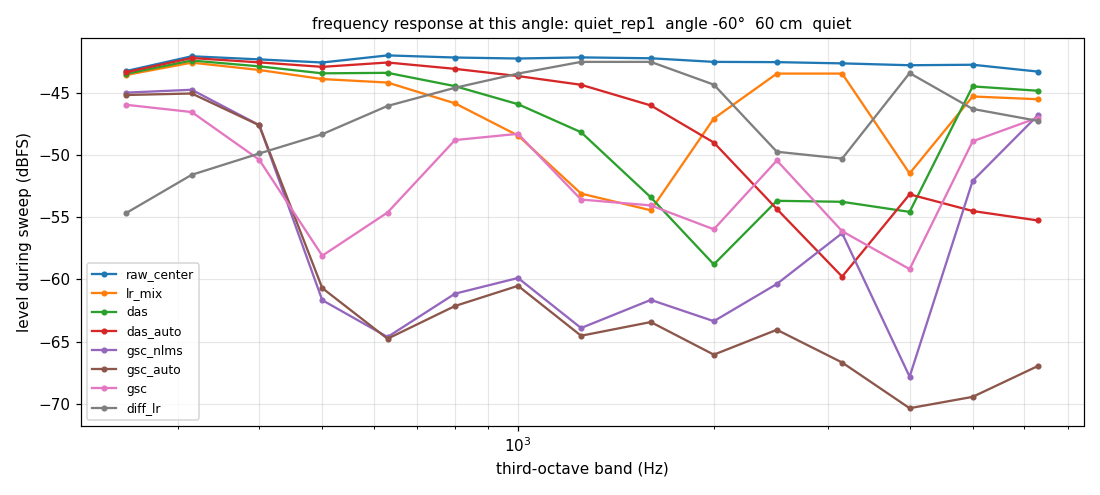 frequency response at this angle: quiet_rep1  angle -60°  60 cm  quiet
level during sweep (dBFS)
−45
−50
−55
−60
−65
−70
raw_center
lr_mix
das
das_auto
gsc_nlms
gsc_auto
gsc
diff_lr
10³
third-octave band (Hz)